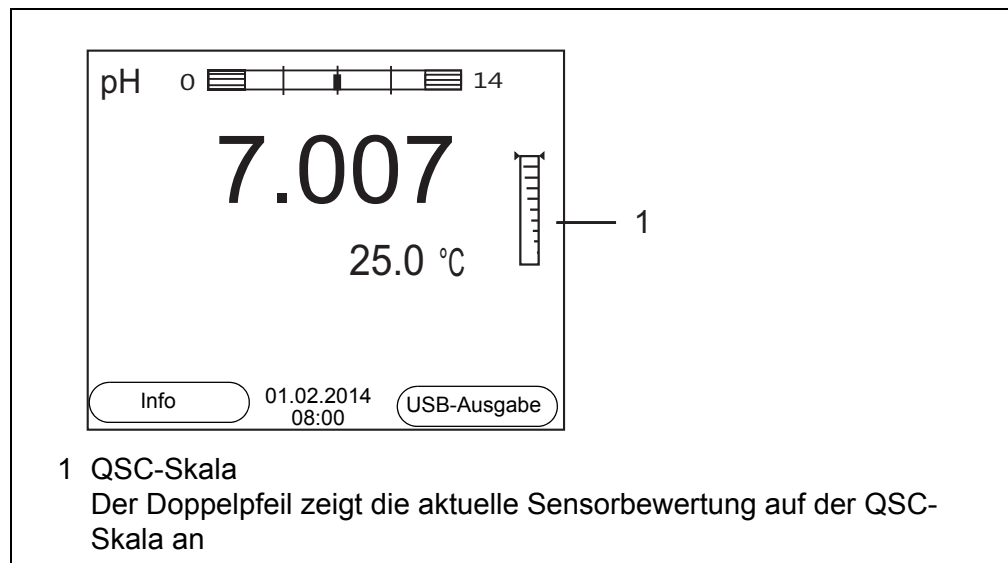 pH 0 14
7.007
1
25.0 °C
Info 01.02.2014 USB-Ausgabe
08:00
1 QSC-Skala
Der Doppelpfeil zeigt die aktuelle Sensorbewertung auf der QSC-
Skala an